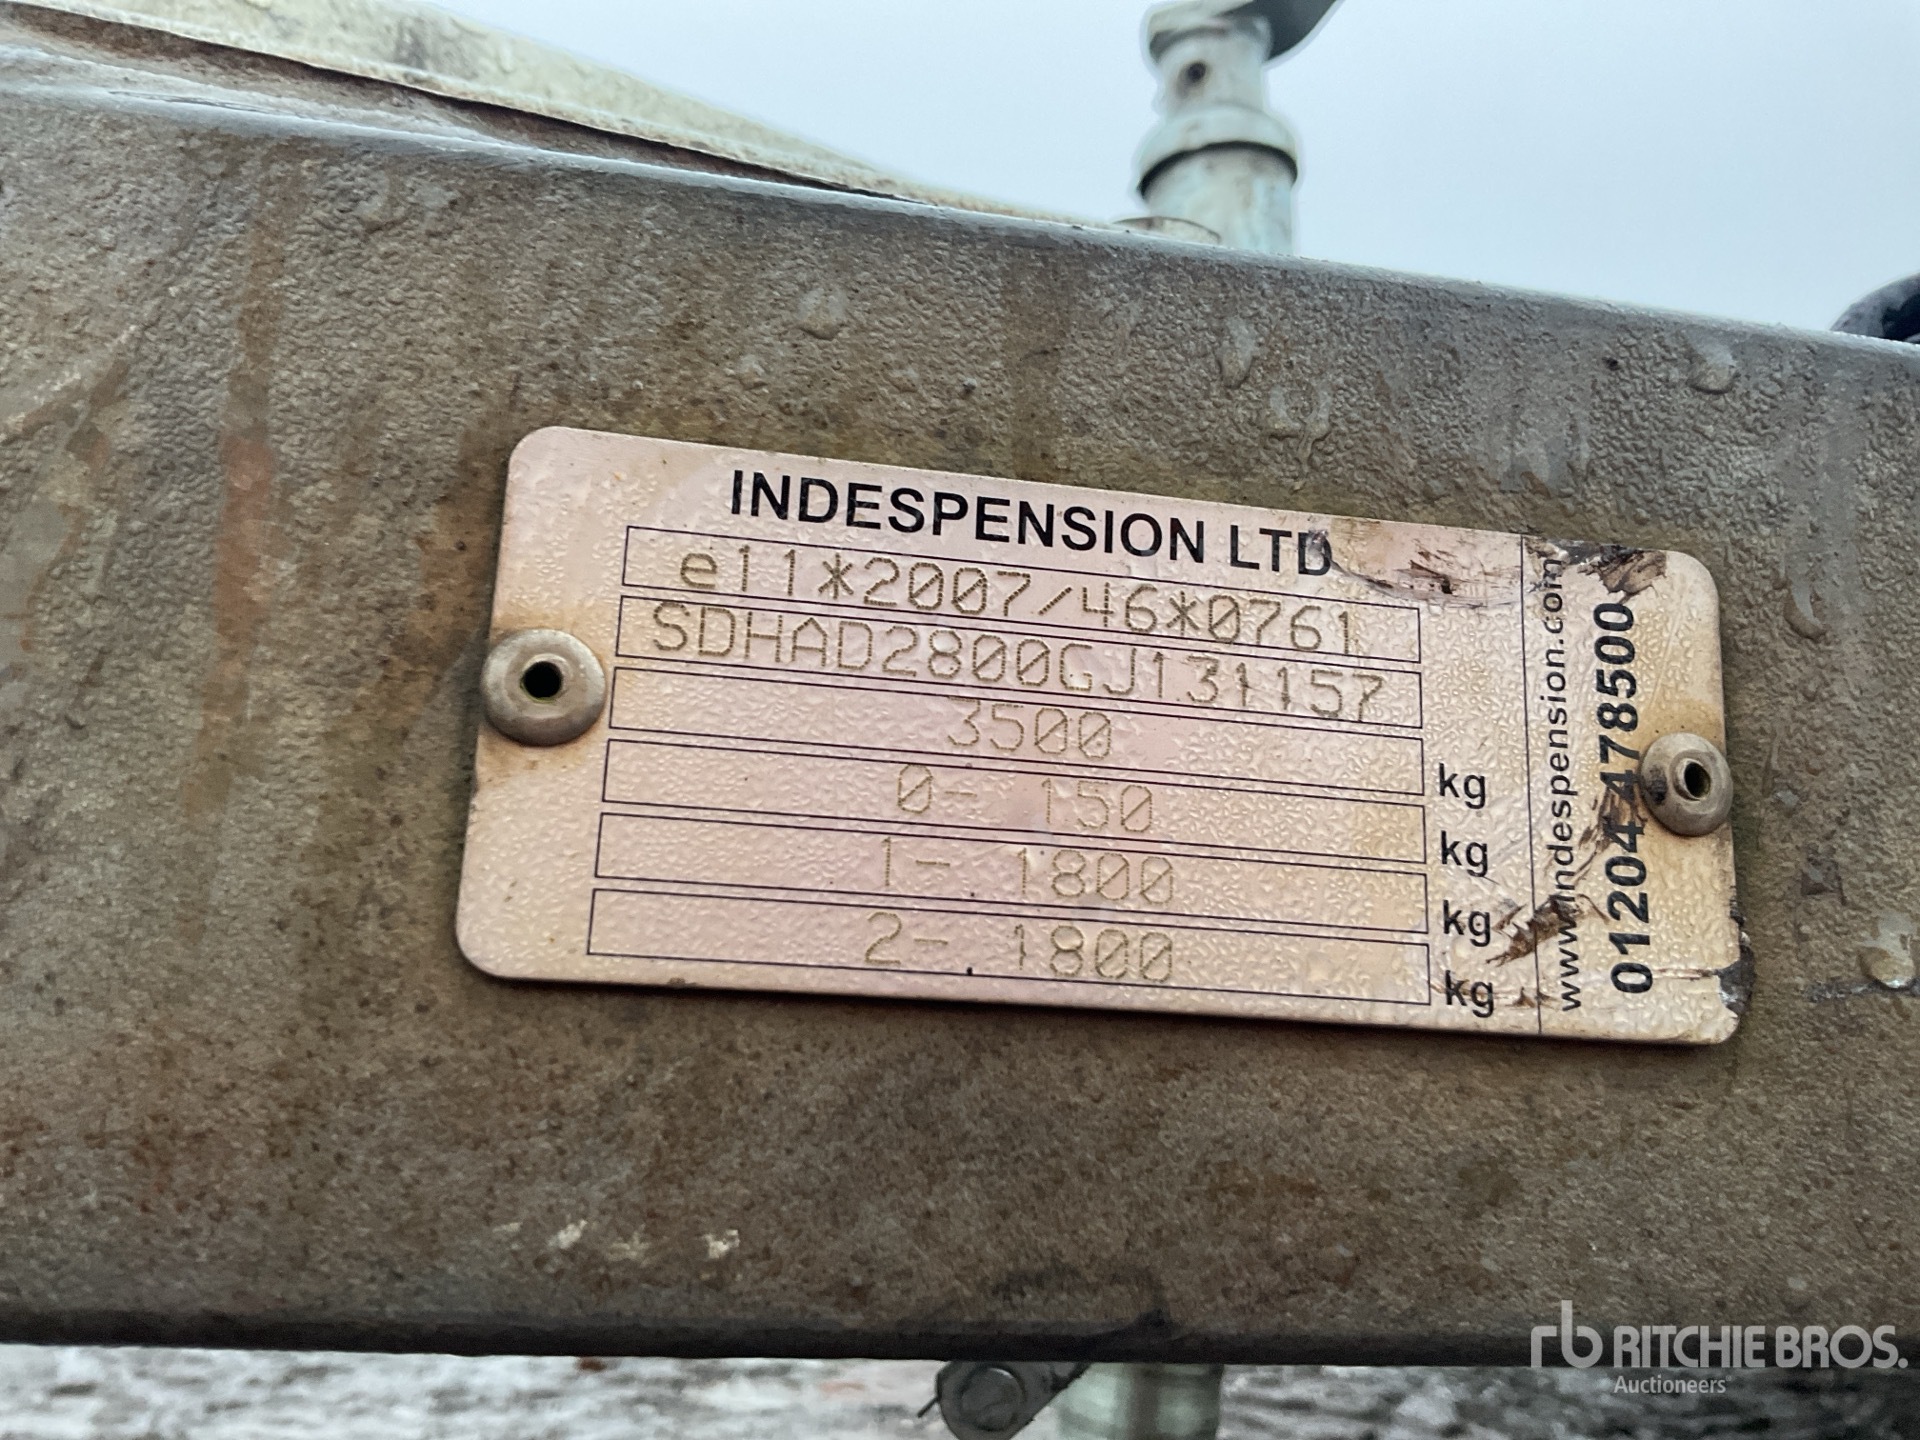 INDESPENSION LTD
e11*2007/46*0761
SDHAD2800GJ131157
3500 kg
0- 150 kg
1- 1800 kg
2- 1800 kg
www.indespension.com
01204 478500
rb RITCHIE BROS.
Auctioneers